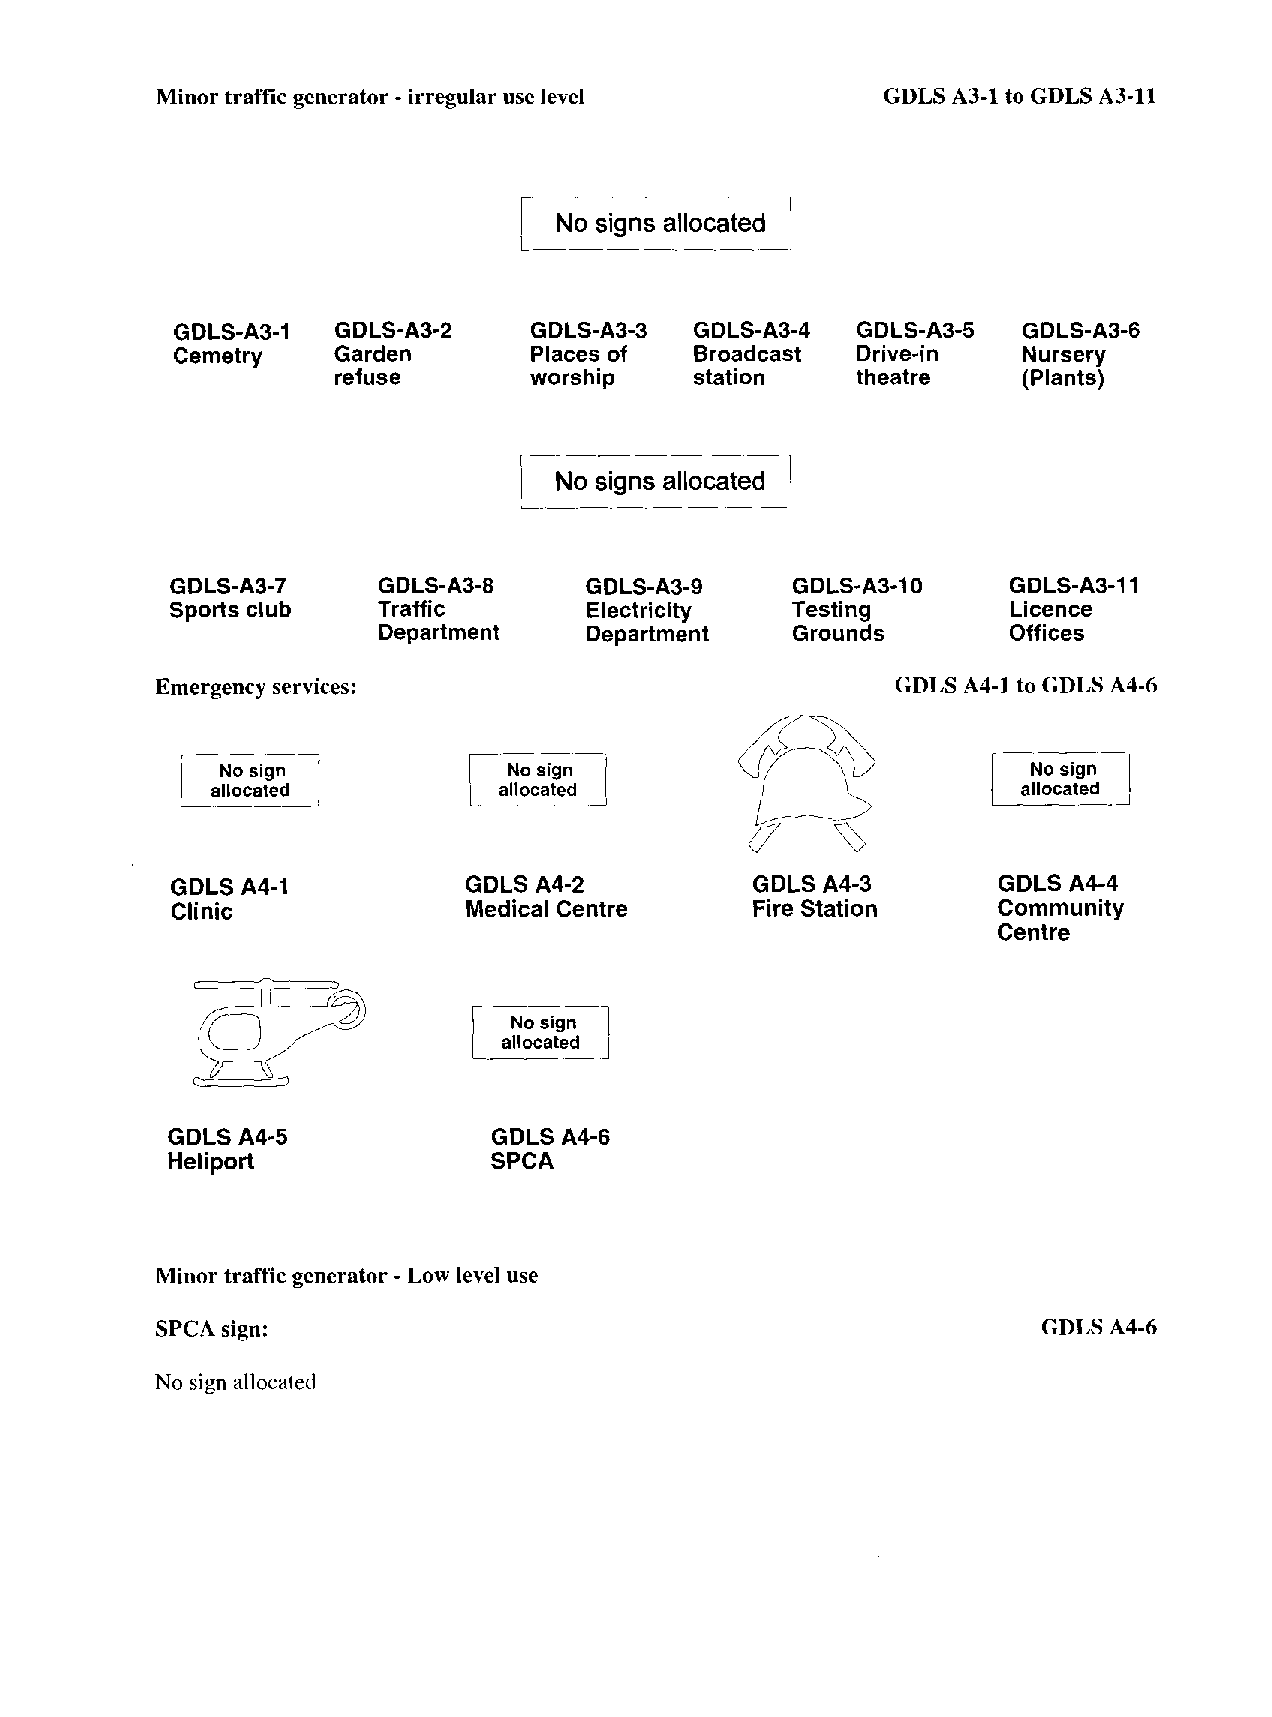 Minor traffic generator - irregular use level GDLS A3-1 to GDLS A3-11
No signs allocated
GDLS-A3-1 GDLS-A3-2 GDLS-A3-3 GDLS-A3-4 GDLS-A3-5 GDLS-A3-6
Cemetry Garden Places of Broadcast Drive-in Nursery
refuse worship station theatre (Plants)
No signs allocated
GDLS-A3-7 GDLS-A3-8 GDLS-A3-9 GDLS-A3-10 GDLS-A3-11
Sports club Traffic Electricity Testing Licence
Department Department Grounds Offices
Emergency services: GDLS A4-1 to GDLS A4-6
No sign No sign No sign
allocated allocated allocated
GDLS A4-1 GDLS A4-2 GDLS A4-3 GDLS A4-4
Clinic Medical Centre Fire Station Community
Centre
No sign
allocated
GDLS A4-5 GDLS A4-6
Heliport SPCA
Minor traffic generator - Low level use
SPCA sign: GDLS A4-6
No sign allocated